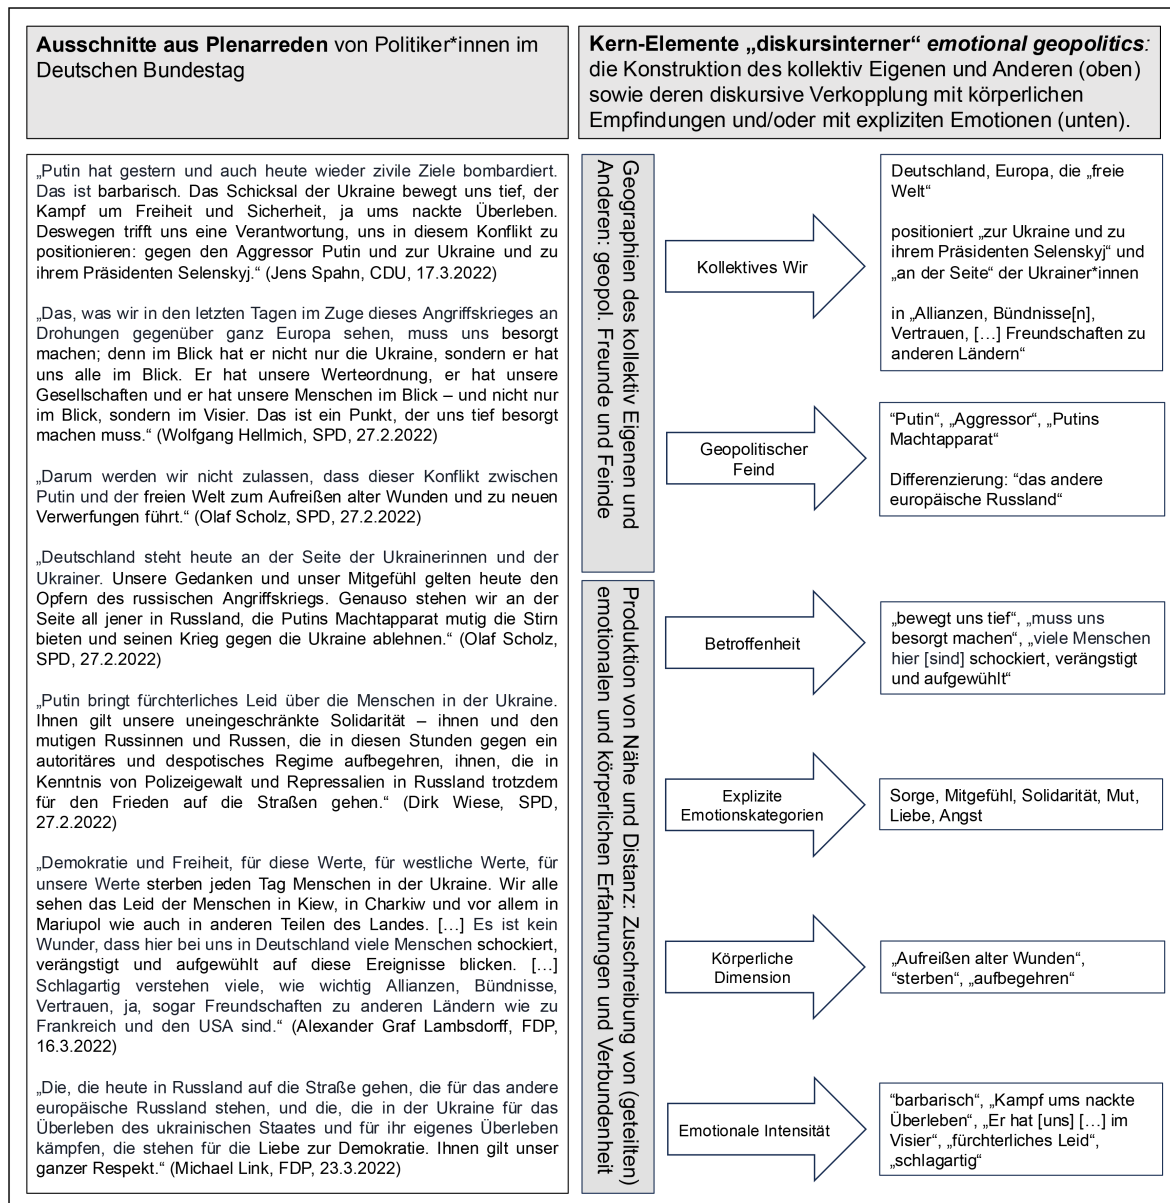 Ausschnitte aus Plenarreden von Politiker*innen im
Deutschen Bundestag
Kern-Elemente „diskursinterner“ emotional geopolitics:
die Konstruktion des kollektiv Eigenen und Anderen (oben)
sowie deren diskursive Verkopplung mit körperlichen
Empfindungen und/oder mit expliziten Emotionen (unten).
„Putin hat gestern und auch heute wieder zivile Ziele bombardiert.
Das ist barbarisch. Das Schicksal der Ukraine bewegt uns tief, der
Kampf um Freiheit und Sicherheit, ja ums nackte Überleben.
Deswegen trifft uns eine Verantwortung, uns in diesem Konflikt zu
positionieren: gegen den Aggressor Putin und zur Ukraine und zu
ihrem Präsidenten Selenskyj.“ (Jens Spahn, CDU, 17.3.2022)
„Das, was wir in den letzten Tagen im Zuge dieses Angriffskrieges an
Drohungen gegenüber ganz Europa sehen, muss uns besorgt
machen; denn im Blick hat er nicht nur die Ukraine, sondern er hat
uns alle im Blick. Er hat unsere Werteordnung, er hat unsere
Gesellschaften und er hat unsere Menschen im Blick – und nicht nur
im Blick, sondern im Visier. Das ist ein Punkt, der uns tief besorgt
machen muss.“ (Wolfgang Hellmich, SPD, 27.2.2022)
„Darum werden wir nicht zulassen, dass dieser Konflikt zwischen
Putin und der freien Welt zum Aufreißen alter Wunden und zu neuen
Verwerfungen führt.“ (Olaf Scholz, SPD, 27.2.2022)
„Deutschland steht heute an der Seite der Ukrainerinnen und der
Ukrainer. Unsere Gedanken und unser Mitgefühl gelten heute den
Opfern des russischen Angriffskriegs. Genauso stehen wir an der
Seite all jener in Russland, die Putins Machtapparat mutig die Stirn
bieten und seinen Krieg gegen die Ukraine ablehnen.“ (Olaf Scholz,
SPD, 27.2.2022)
„Putin bringt fürchterliches Leid über die Menschen in der Ukraine.
Ihnen gilt unsere uneingeschränkte Solidarität – ihnen und den
mutigen Russinnen und Russen, die in diesen Stunden gegen ein
autoritäres und despotisches Regime aufbegehren, ihnen, die in
Kenntnis von Polizeigewalt und Repressalien in Russland trotzdem
für den Frieden auf die Straßen gehen.“ (Dirk Wiese, SPD,
27.2.2022)
„Demokratie und Freiheit, für diese Werte, für westliche Werte, für
unsere Werte sterben jeden Tag Menschen in der Ukraine. Wir alle
sehen das Leid der Menschen in Kiew, in Charkiw und vor allem in
Mariupol wie auch in anderen Teilen des Landes. […] Es ist kein
Wunder, dass hier bei uns in Deutschland viele Menschen schockiert,
verängstigt und aufgewühlt auf diese Ereignisse blicken. […]
Schlagartig verstehen viele, wie wichtig Allianzen, Bündnisse,
Vertrauen, ja, sogar Freundschaften zu anderen Ländern wie zu
Frankreich und den USA sind.“ (Alexander Graf Lambsdorff, FDP,
16.3.2022)
„Die, die heute in Russland auf die Straße gehen, die für das andere
europäische Russland stehen, und die, die in der Ukraine für das
Überleben des ukrainischen Staates und für ihr eigenes Überleben
kämpfen, die stehen für die Liebe zur Demokratie. Ihnen gilt unser
ganzer Respekt.“ (Michael Link, FDP, 23.3.2022)
Geographien des kollektiv Eigenen und
Anderen: geopol. Freunde und Feinde
Kollektives Wir
Deutschland, Europa, die „freie
Welt“
positioniert „zur Ukraine und zu
ihrem Präsidenten Selenskyj“ und
„an der Seite“ der Ukrainer*innen
in „Allianzen, Bündnisse[n],
Vertrauen, […] Freundschaften zu
anderen Ländern“
Geopolitischer
Feind
“Putin“, „Aggressor“, „Putins
Machtapparat“
Differenzierung: “das andere
europäische Russland“
Produktion von Nähe und Distanz: Zuschreibung von (geteilten)
emotionalen und körperlichen Erfahrungen und Verbundenheit
Betroffenheit
„bewegt uns tief“, „muss uns
besorgt machen“, „viele Menschen
hier [sind] schockiert, verängstigt
und aufgewühlt“
Explizite
Emotionskategorien
Sorge, Mitgefühl, Solidarität, Mut,
Liebe, Angst
Körperliche
Dimension
„Aufreißen alter Wunden“,
“sterben“, „aufbegehren“
Emotionale Intensität
“barbarisch“, „Kampf ums nackte
Überleben“, „Er hat [uns] […] im
Visier“, „fürchterliches Leid“,
„schlagartig“